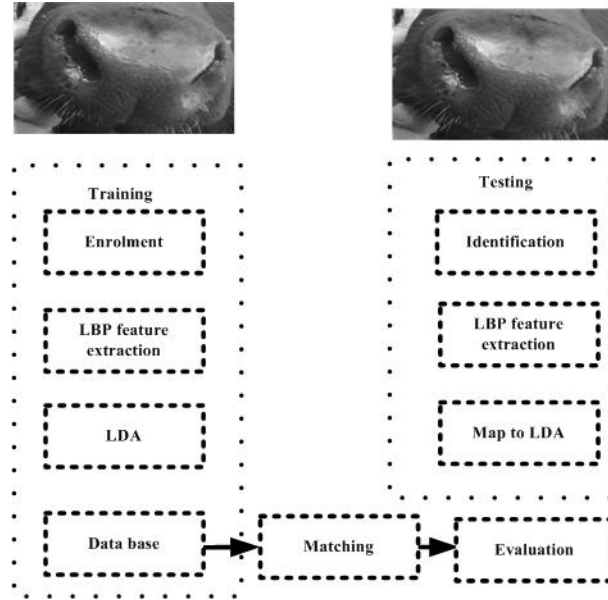 Training
Enrolment
LBP feature
extraction
LDA
Data base
Testing
Identification
LBP feature
extraction
Map to LDA
Matching
Evaluation